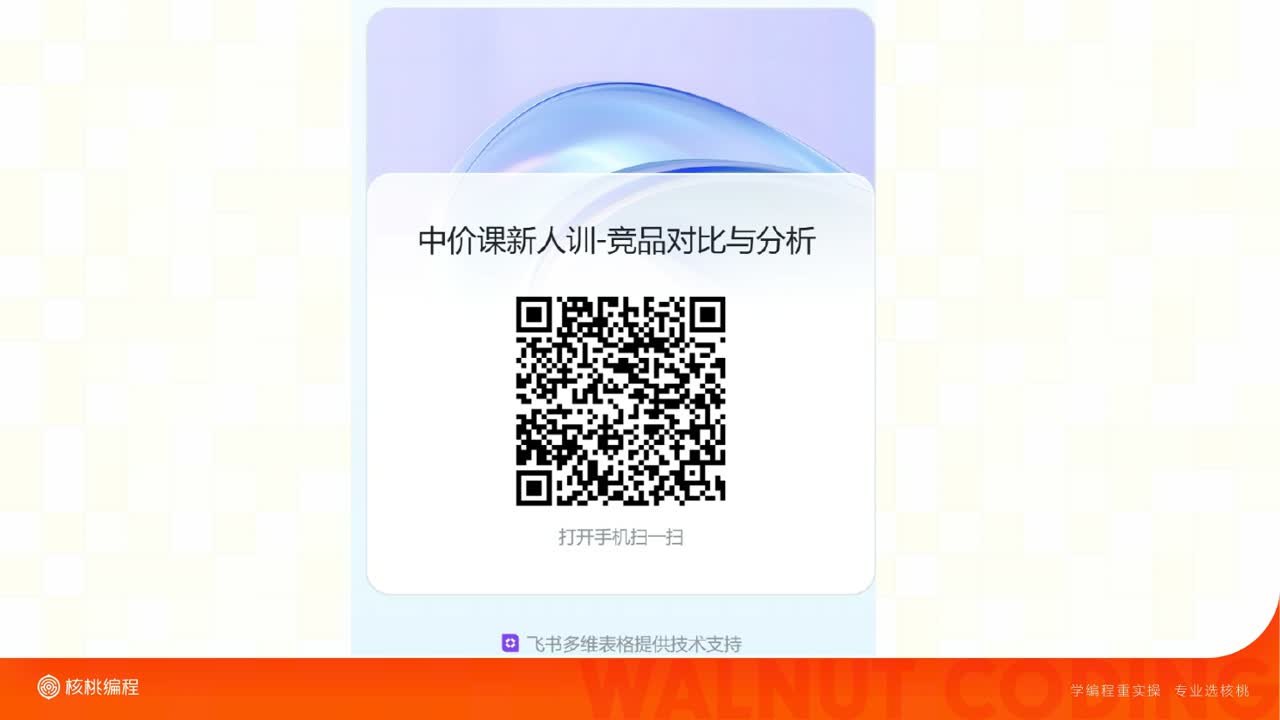 中价课新人训-竞品对比与分析
打开手机扫一扫
飞书多维表格提供技术支持
WALNUT CODING
核桃编程
学编程重实操 专业选核桃